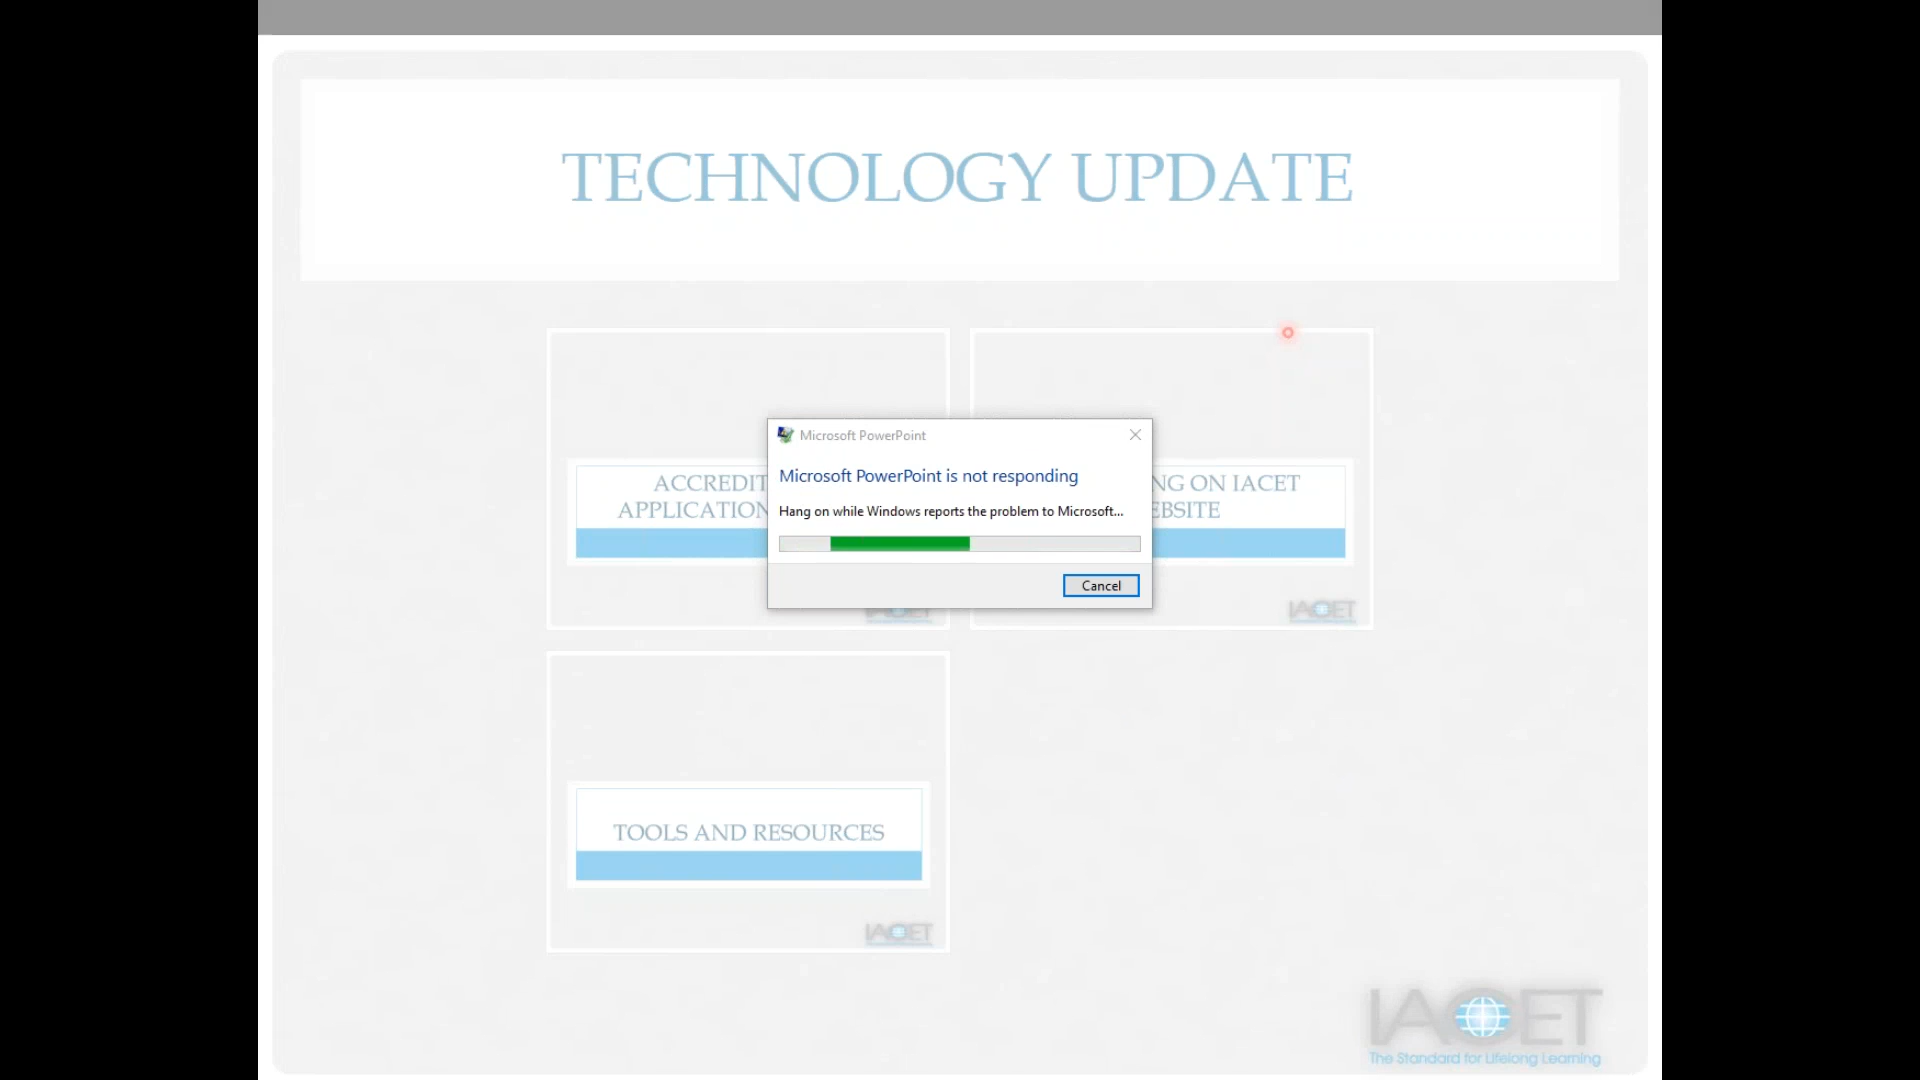 TECHNOLOGY UPDATE
ACCREDIT
APPLICATION
NG ON IACET
EBSITE
Microsoft PowerPoint
Microsoft PowerPoint is not responding
Hang on while Windows reports the problem to Microsoft...
Cancel
IACET
IACET
TOOLS AND RESOURCES
IACET
IACET
The Standard for Lifelong Learning